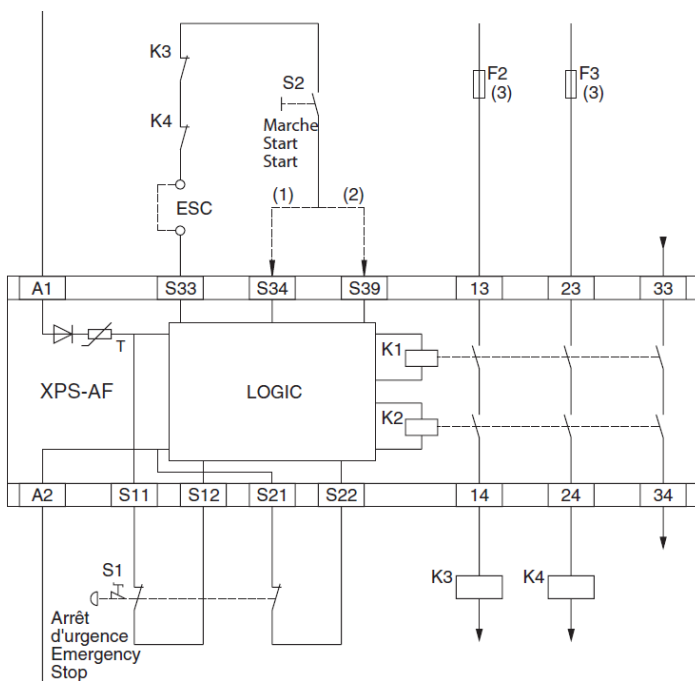 K3
F2
(3)
F3
(3)
S2
K4
Marche
Start
Start
(1)
(2)
ESC
A1
S33
S34
S39
13
23
33
T
K1
XPS-AF
LOGIC
K2
A2
S11
S12
S21
S22
14
24
34
S1
K3
K4
Arrêt
d'urgence
Emergency
Stop